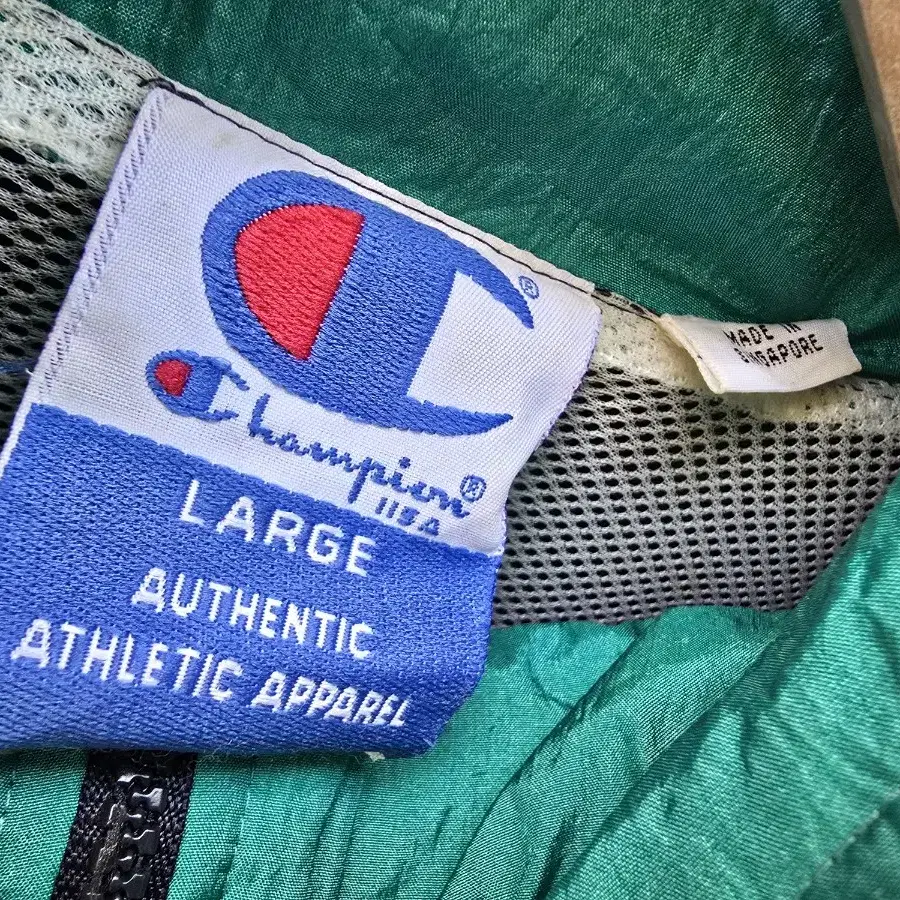 ®
Champion®
USA
LARGE
AUTHENTIC
ATHLETIC APPAREL
MADE IN
SINGAPORE